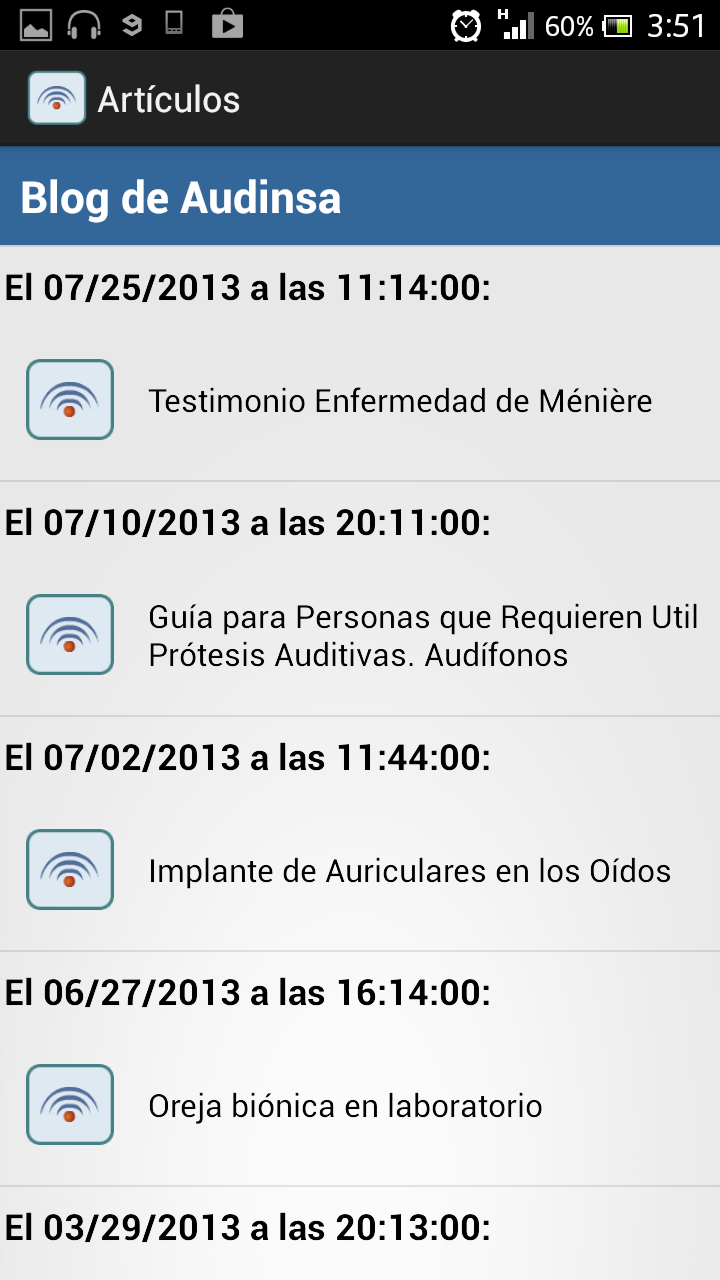 H 60% 3:51
Artículos
Blog de Audinsa
El 07/25/2013 a las 11:14:00:
Testimonio Enfermedad de Ménière
El 07/10/2013 a las 20:11:00:
Guía para Personas que Requieren Util
Prótesis Auditivas. Audífonos
El 07/02/2013 a las 11:44:00:
Implante de Auriculares en los Oídos
El 06/27/2013 a las 16:14:00:
Oreja biónica en laboratorio
El 03/29/2013 a las 20:13:00: